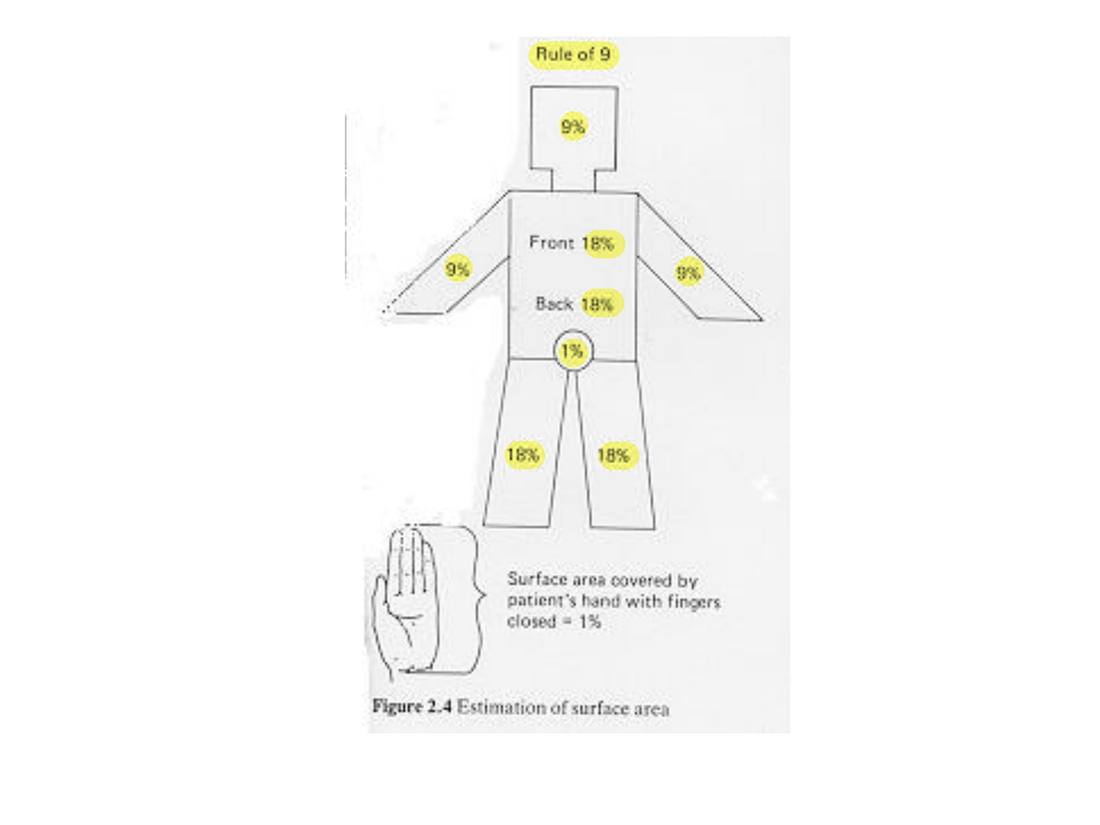 Rule of 9
9%
Front 18%
9%
9%
Back 18%
1%
18%
18%
Surface area covered by
patient's hand with fingers
closed = 1%
Figure 2.4 Estimation of surface area